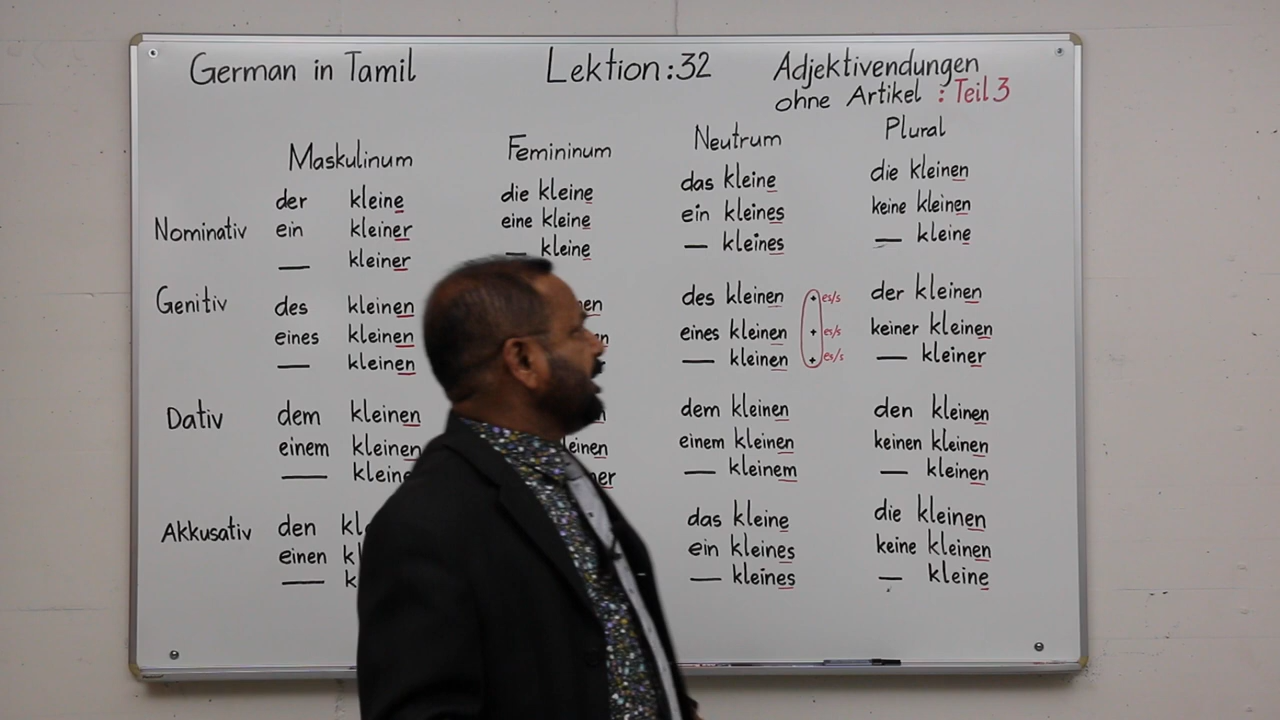 German in Tamil
Lektion:32
Adjektivendungen
ohne Artikel : Teil 3
Maskulinum
Femininum
Neutrum
Plural
Nominativ
der kleine
ein kleiner
— kleiner
die kleine
eine kleine
— kleine
das kleine
ein kleines
— kleines
die kleinen
keine kleinen
— kleine
Genitiv
des kleinen
eines kleinen
— kleinen
des kleinen + es/s
eines kleinen + es/s
— kleinen + es/s
der kleinen
keiner kleinen
— kleiner
Dativ
dem kleinen
einem kleinen
—
dem kleinen
einem kleinen
— kleinem
den kleinen
keinen kleinen
— kleinen
Akkusativ
den
einen
—
das kleine
ein kleines
— kleines
die kleinen
keine kleinen
— kleine